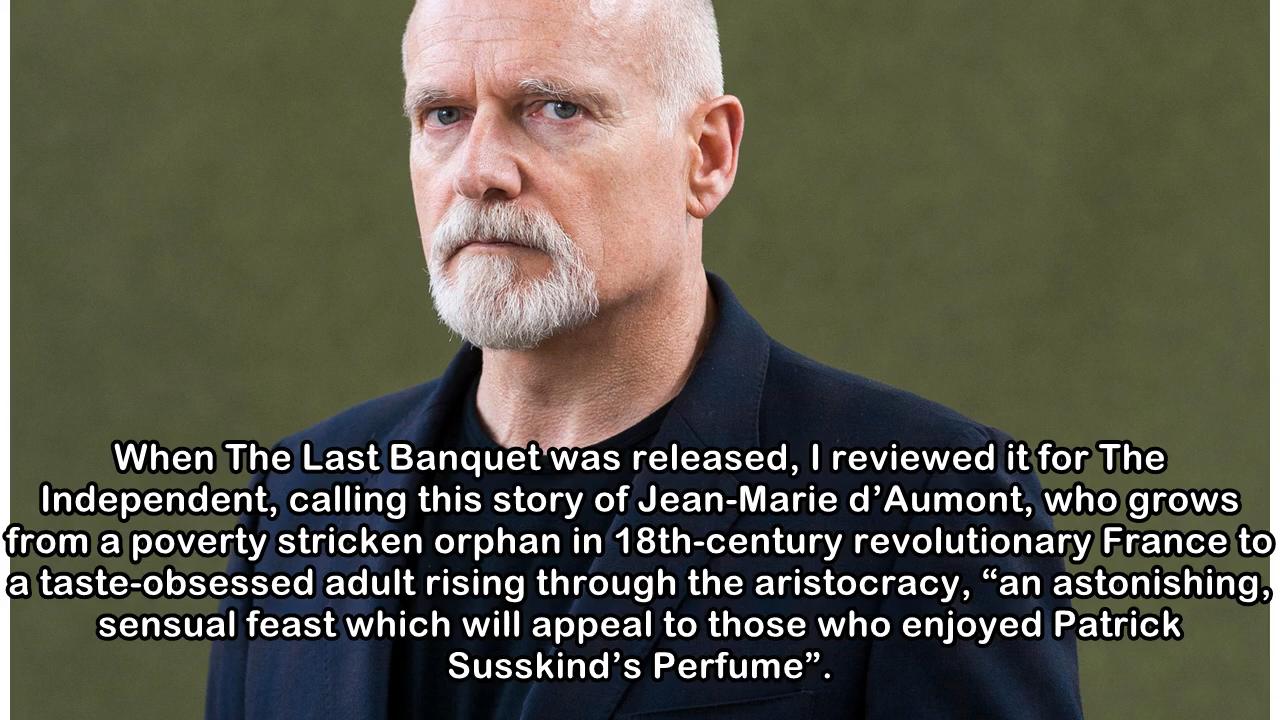 When The Last Banquet was released, I reviewed it for The
Independent, calling this story of Jean-Marie d’Aumont, who grows
from a poverty stricken orphan in 18th-century revolutionary France to
a taste-obsessed adult rising through the aristocracy, “an astonishing,
sensual feast which will appeal to those who enjoyed Patrick
Susskind’s Perfume”.